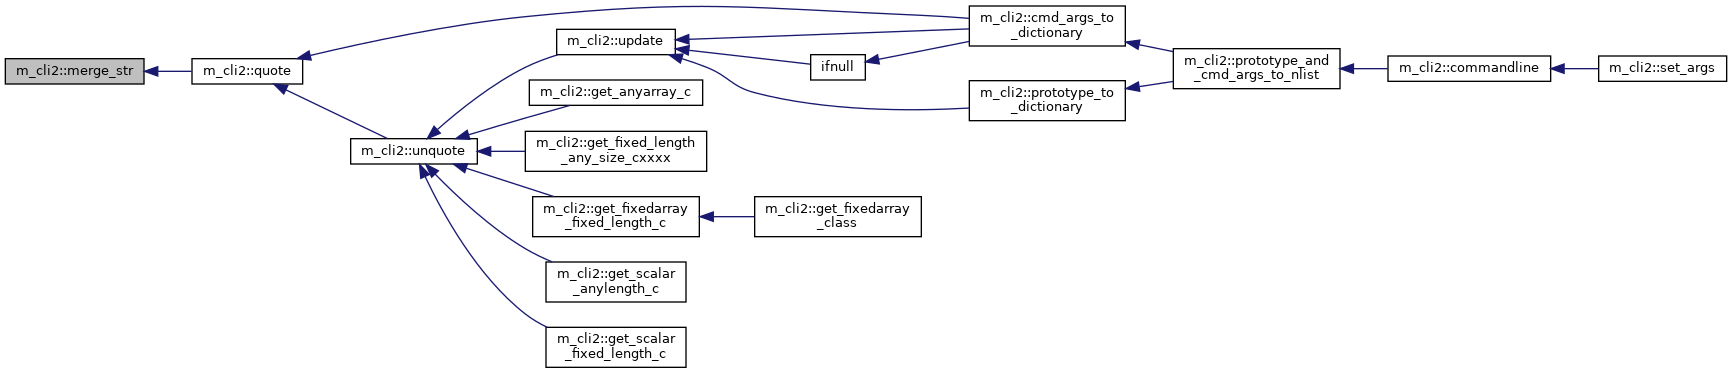 m_cli2::merge_str
m_cli2::quote
m_cli2::unquote
m_cli2::update
m_cli2::get_anyarray_c
m_cli2::get_fixed_length
_any_size_cxxxx
m_cli2::get_fixedarray
_fixed_length_c
m_cli2::get_scalar
_anylength_c
m_cli2::get_scalar
_fixed_length_c
ifnull
m_cli2::get_fixedarray
_class
m_cli2::cmd_args_to
_dictionary
m_cli2::prototype_to
_dictionary
m_cli2::prototype_and
_cmd_args_to_nlist
m_cli2::commandline
m_cli2::set_args